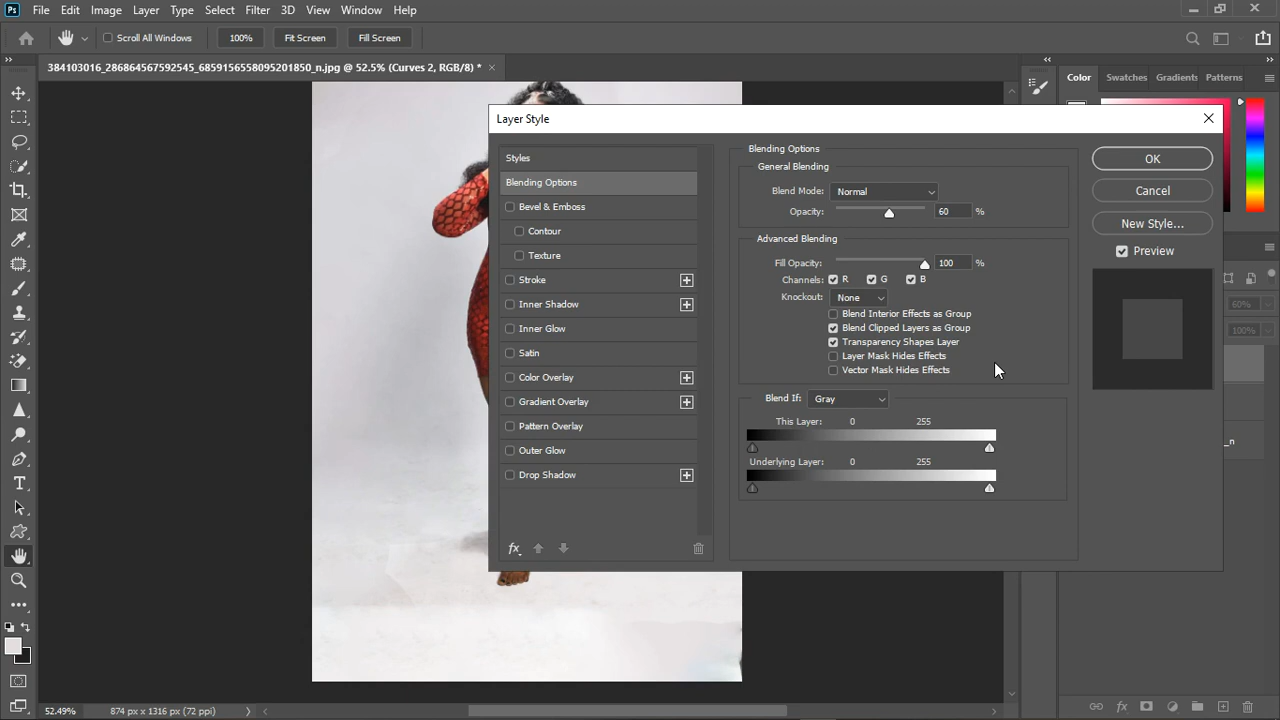 Ps File Edit Image Layer Type Select Filter 3D View Window Help
Scroll All Windows 100% Fit Screen Fill Screen
384103016_286864567592545_6859156558095201850_n.jpg @ 52.5% (Curves 2, RGB/8) *
Color Swatches Gradients Patterns
Layer Style
Styles
Blending Options
Bevel & Emboss
Contour
Texture
Stroke
Inner Shadow
Inner Glow
Satin
Color Overlay
Gradient Overlay
Pattern Overlay
Outer Glow
Drop Shadow
fx
Blending Options
General Blending
Blend Mode: Normal
Opacity: 60 %
Advanced Blending
Fill Opacity: 100 %
Channels: R G B
Knockout: None
Blend Interior Effects as Group
Blend Clipped Layers as Group
Transparency Shapes Layer
Layer Mask Hides Effects
Vector Mask Hides Effects
Blend If: Gray
This Layer: 0 255
Underlying Layer: 0 255
OK
Cancel
New Style...
Preview
60%
100%
_n
fx
52.49% 874 px x 1316 px (72 ppi)